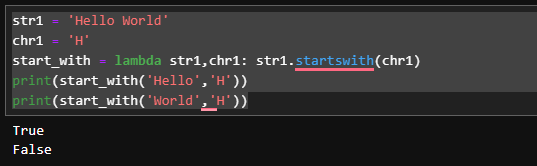 str1 = 'Hello World'
chr1 = 'H'
start_with = lambda str1,chr1: str1.startswith(chr1)
print(start_with('Hello','H'))
print(start_with('World','H'))
True
False